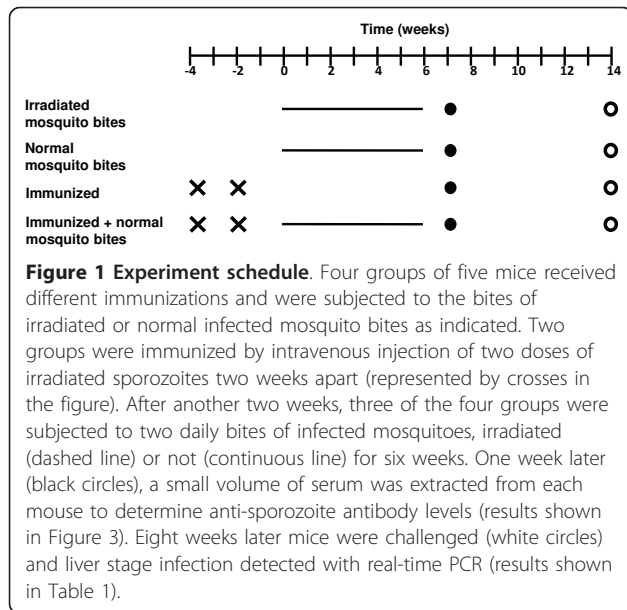 Time (weeks)
-4 -2 0 2 4 6 8 10 12 14
Irradiated
mosquito bites
Normal
mosquito bites
Immunized
Immunized + normal
mosquito bites
Figure 1 Experiment schedule. Four groups of five mice received
different immunizations and were subjected to the bites of
irradiated or normal infected mosquito bites as indicated. Two
groups were immunized by intravenous injection of two doses of
irradiated sporozoites two weeks apart (represented by crosses in
the figure). After another two weeks, three of the four groups were
subjected to two daily bites of infected mosquitoes, irradiated
(dashed line) or not (continuous line) for six weeks. One week later
(black circles), a small volume of serum was extracted from each
mouse to determine anti-sporozoite antibody levels (results shown
in Figure 3). Eight weeks later mice were challenged (white circles)
and liver stage infection detected with real-time PCR (results shown
in Table 1).